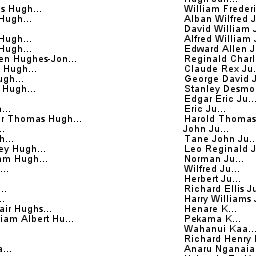 s Hugh... William Frederi
Hugh... Alban Wilfred J
David William J
Hugh... Alfred William J
Hugh... Edward Allen J
en Hughes-Jon... Reginald Charl
Hugh... Claude Rex Ju..
ugh... George David J
Hugh... Stanley Desmo
Edgar Eric Ju...
... Eric Ju...
r Thomas Hugh... Harold Thomas
... John Ju...
h... Tane John Ju...
ey Hugh... Leo Reginald J
am Hugh... Norman Ju...
... Wilfred Ju...
Herbert Ju...
... Richard Ellis Ju
... Harry Williams J
air Hughs... Henare K...
iam Albert Hu... Pekama K...
Wahanui Kaa...
Richard Henry
a... Anaru Nganaia